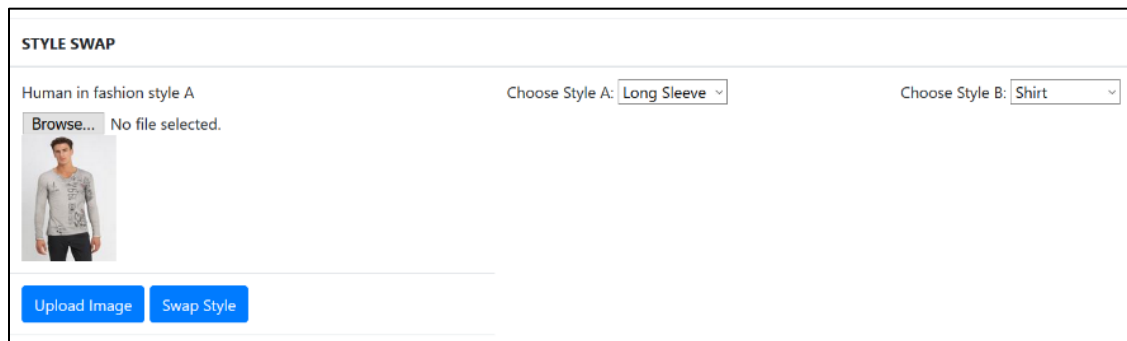 STYLE SWAP
Human in fashion style A
Choose Style A: Long Sleeve
Choose Style B: Shirt
Browse... No file selected.
Upload Image
Swap Style